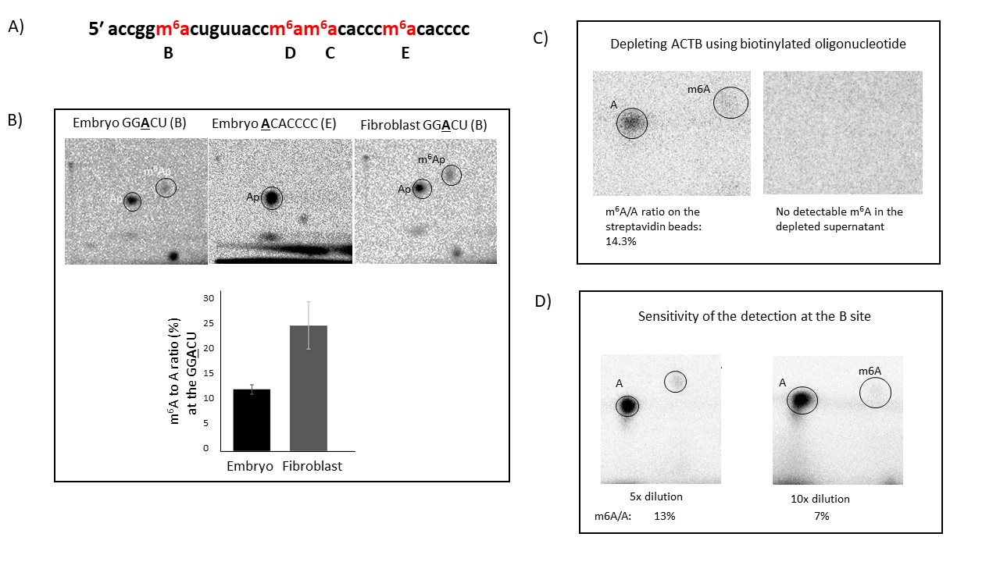 A)
5′ accggm⁶acuguuaccm⁶am⁶acacccm⁶acacccc
B D C E
B)
Embryo GGACU (B)
Embryo ACACCCC (E)
Fibroblast GGACU (B)
m⁶Ap
Ap
Ap
m⁶Ap
Ap
m⁶A to A ratio (%)
at the GGACU
30
25
20
15
10
5
0
Embryo Fibroblast
C)
Depleting ACTB using biotinylated oligonucleotide
A
m6A
m⁶A/A ratio on the
streptavidin beads:
14.3%
No detectable m⁶A in the
depleted supernatant
D)
Sensitivity of the detection at the B site
A
A
m6A
5x dilution
10x dilution
m6A/A: 13%
7%